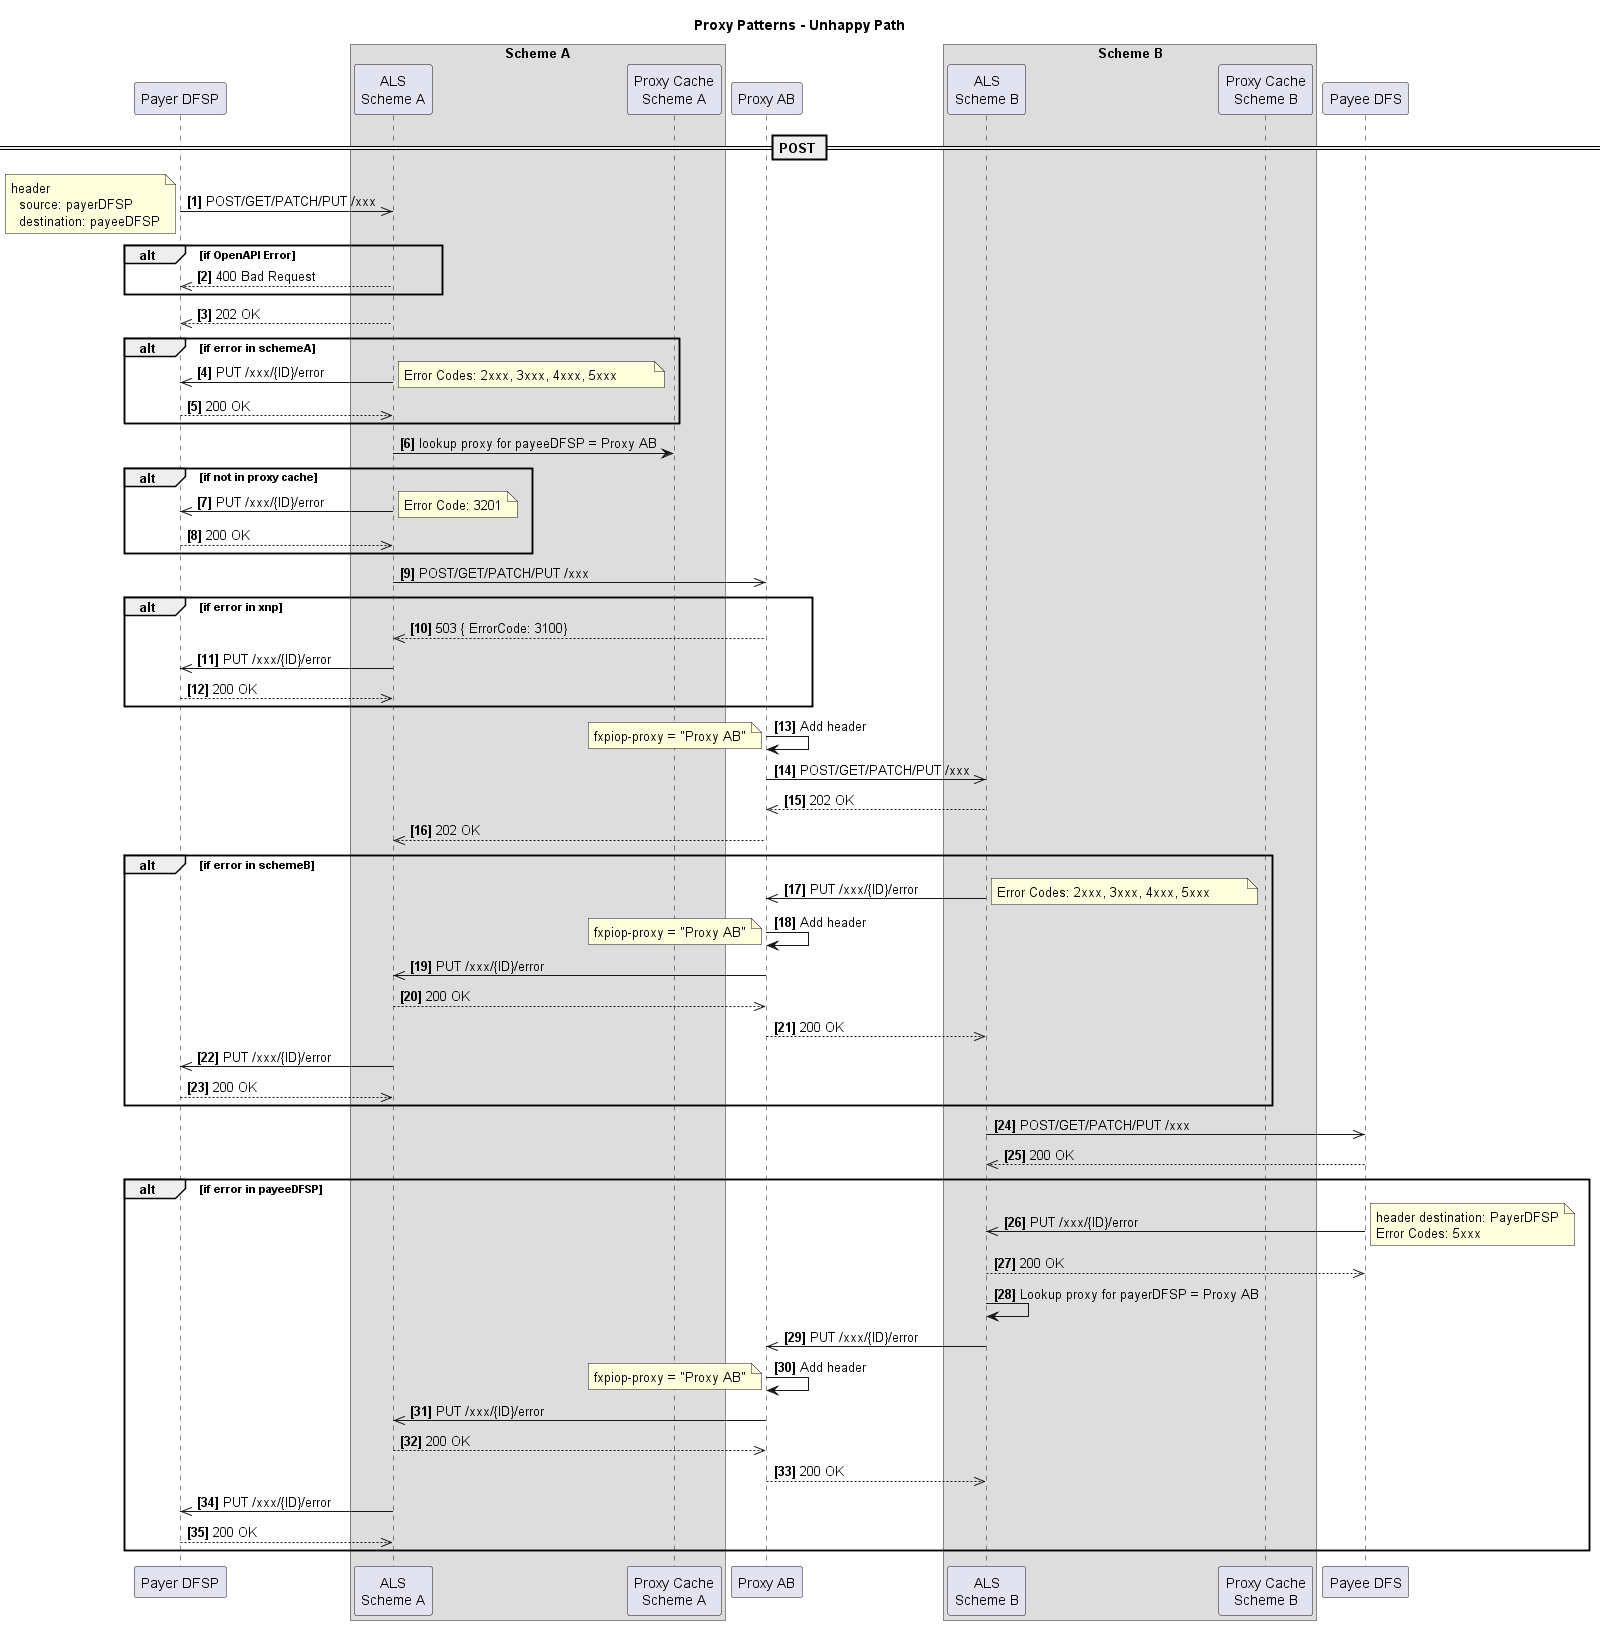 Proxy Patterns - Unhappy Path
Scheme A
Scheme B
Payer DFSP
ALS
Scheme A
Proxy Cache
Scheme A
Proxy AB
ALS
Scheme B
Proxy Cache
Scheme B
Payee DFS
POST
header
source: payerDFSP
destination: payeeDFSP
[1] POST/GET/PATCH/PUT /xxx
alt [if OpenAPI Error]
[2] 400 Bad Request
[3] 202 OK
alt [if error in schemeA]
[4] PUT /xxx/{ID}/error
Error Codes: 2xxx, 3xxx, 4xxx, 5xxx
[5] 200 OK
[6] lookup proxy for payeeDFSP = Proxy AB
alt [if not in proxy cache]
[7] PUT /xxx/{ID}/error
Error Code: 3201
[8] 200 OK
[9] POST/GET/PATCH/PUT /xxx
alt [if error in xnp]
[10] 503 { ErrorCode: 3100}
[11] PUT /xxx/{ID}/error
[12] 200 OK
fxpiop-proxy = "Proxy AB"
[13] Add header
[14] POST/GET/PATCH/PUT /xxx
[15] 202 OK
[16] 202 OK
alt [if error in schemeB]
[17] PUT /xxx/{ID}/error
Error Codes: 2xxx, 3xxx, 4xxx, 5xxx
fxpiop-proxy = "Proxy AB"
[18] Add header
[19] PUT /xxx/{ID}/error
[20] 200 OK
[21] 200 OK
[22] PUT /xxx/{ID}/error
[23] 200 OK
[24] POST/GET/PATCH/PUT /xxx
[25] 200 OK
alt [if error in payeeDFSP]
[26] PUT /xxx/{ID}/error
header destination: PayerDFSP
Error Codes: 5xxx
[27] 200 OK
[28] Lookup proxy for payerDFSP = Proxy AB
[29] PUT /xxx/{ID}/error
fxpiop-proxy = "Proxy AB"
[30] Add header
[31] PUT /xxx/{ID}/error
[32] 200 OK
[33] 200 OK
[34] PUT /xxx/{ID}/error
[35] 200 OK
Payer DFSP
ALS
Scheme A
Proxy Cache
Scheme A
Proxy AB
ALS
Scheme B
Proxy Cache
Scheme B
Payee DFS